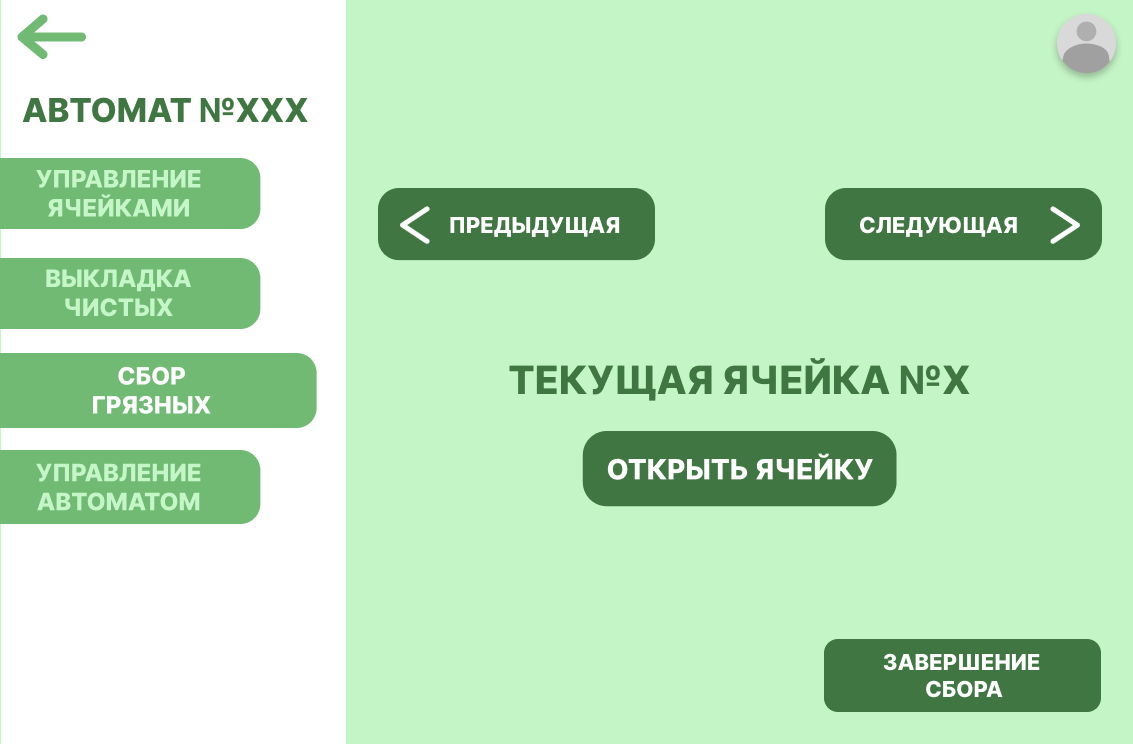 АВТОМАТ №XXX
УПРАВЛЕНИЕ
ЯЧЕЙКАМИ
ВЫКЛАДКА
ЧИСТЫХ
СБОР
ГРЯЗНЫХ
УПРАВЛЕНИЕ
АВТОМАТОМ
ПРЕДЫДУЩАЯ
СЛЕДУЮЩАЯ
ТЕКУЩАЯ ЯЧЕЙКА №X
ОТКРЫТЬ ЯЧЕЙКУ
ЗАВЕРШЕНИЕ
СБОРА